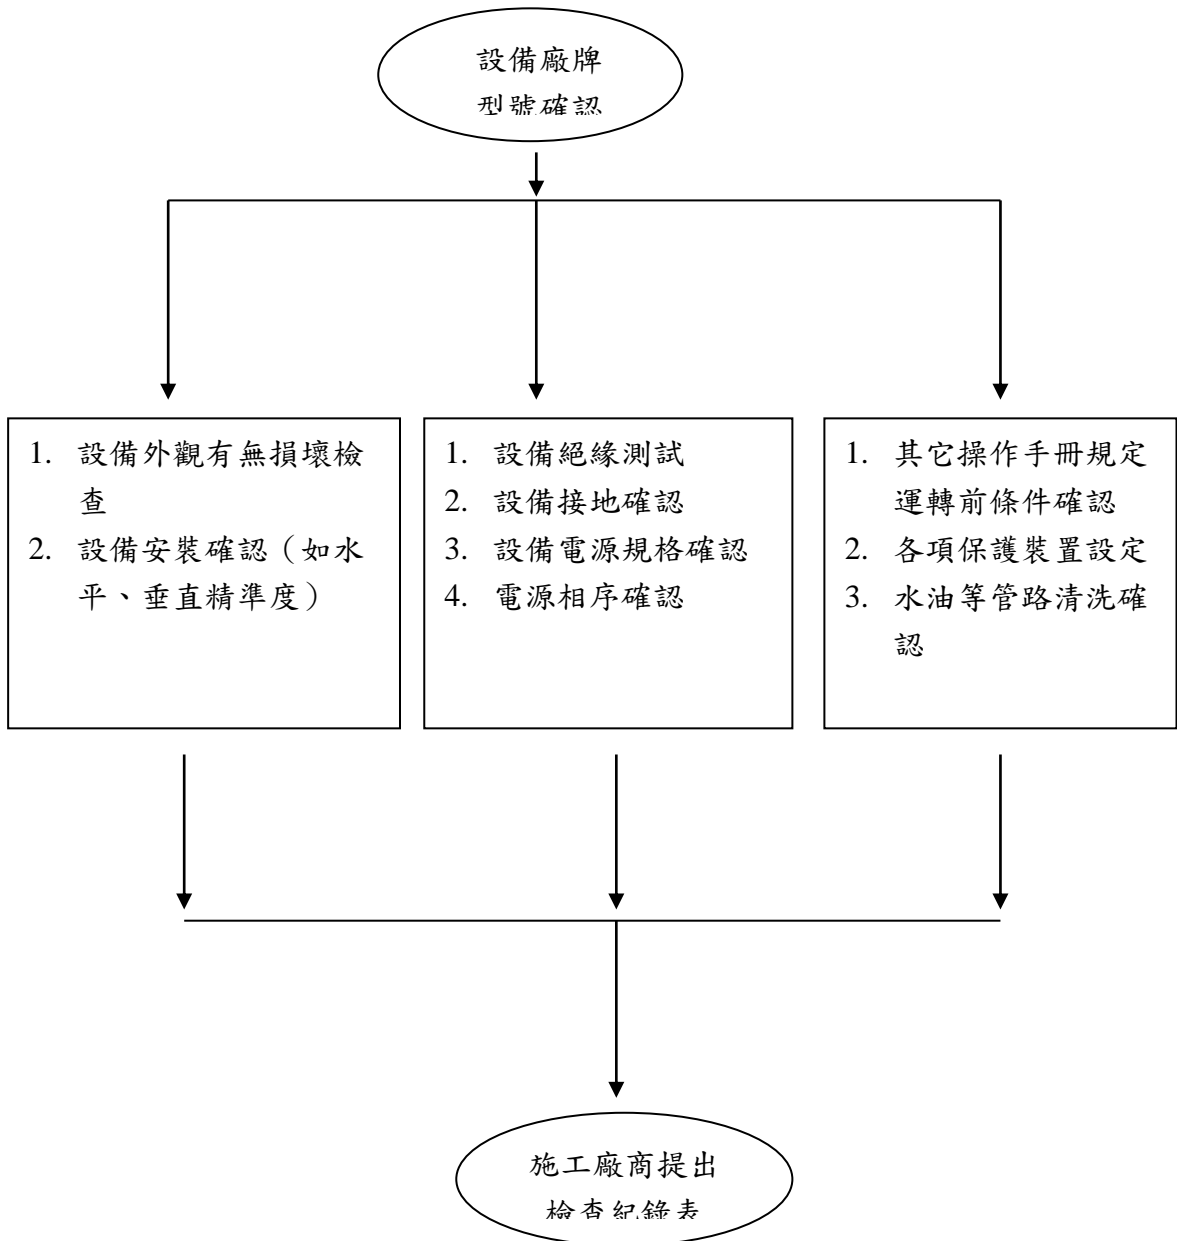 設備廠牌
型號確認
1. 設備外觀有無損壞檢
查
2. 設備安裝確認（如水
平、垂直精準度）
1. 設備絕緣測試
2. 設備接地確認
3. 設備電源規格確認
4. 電源相序確認
1. 其它操作手冊規定
運轉前條件確認
2. 各項保護裝置設定
3. 水油等管路清洗確
認
施工廠商提出
檢查紀錄表